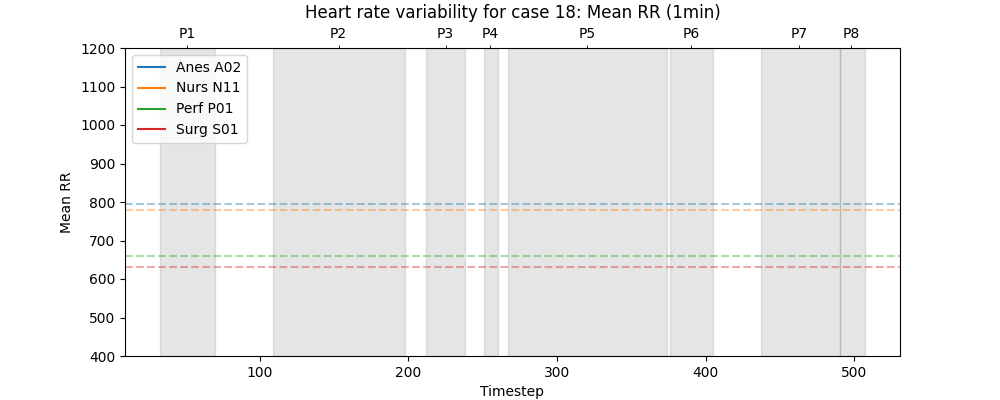 Heart rate variability for case 18: Mean RR (1min)
P1 P2 P3 P4 P5 P6 P7 P8
1200
1100
1000
900
800
700
600
500
400
Mean RR
Anes A02
Nurs N11
Perf P01
Surg S01
100 200 300 400 500
Timestep